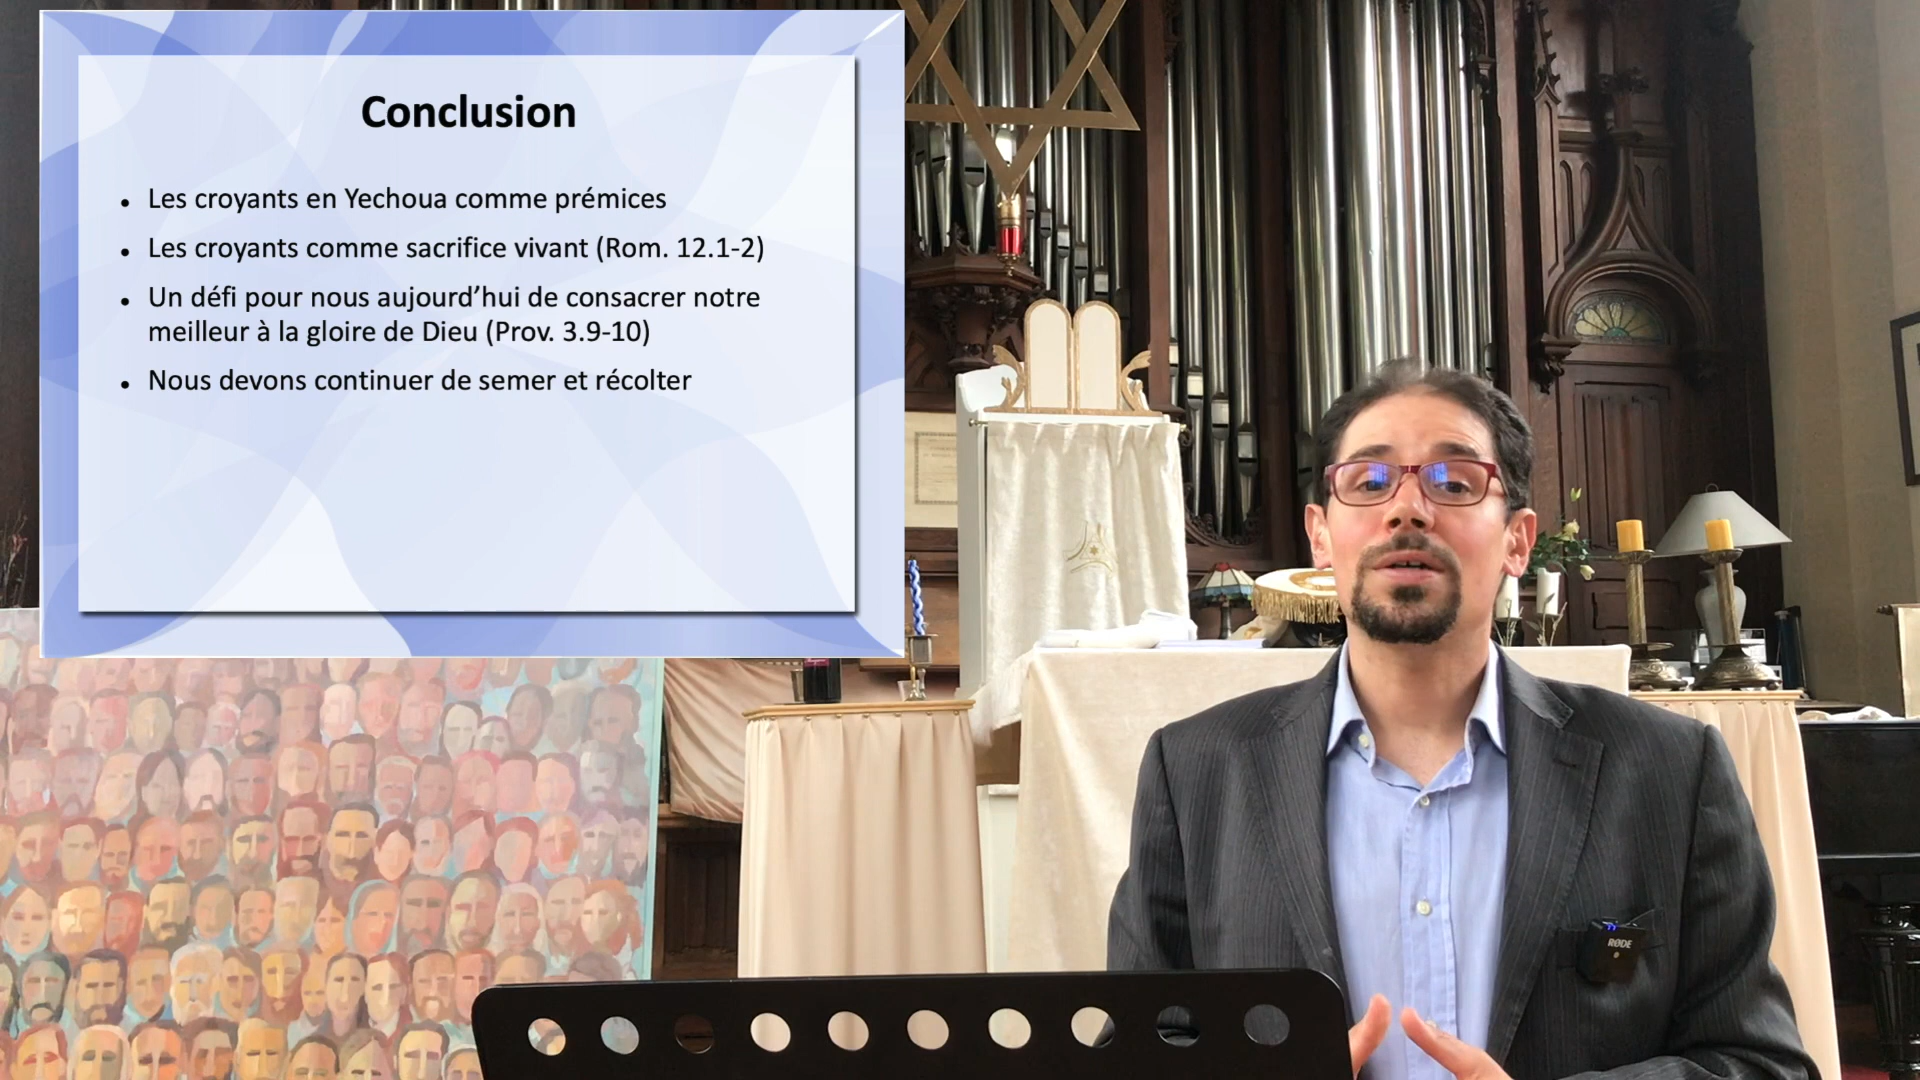 Conclusion
Les croyants en Yechoua comme prémices
Les croyants comme sacrifice vivant (Rom. 12.1-2)
Un défi pour nous aujourd’hui de consacrer notre
meilleur à la gloire de Dieu (Prov. 3.9-10)
Nous devons continuer de semer et récolter
RØDE